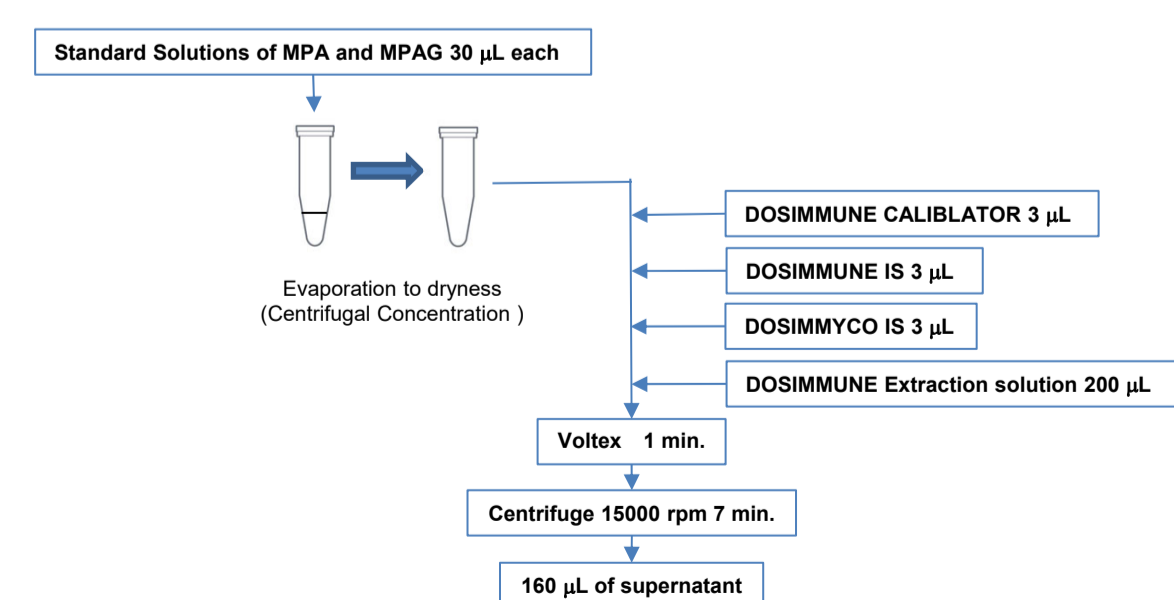 Standard Solutions of MPA and MPAG 30 μL each
Evaporation to dryness
(Centrifugal Concentration )
DOSIMMUNE CALIBLATOR 3 μL
DOSIMMUNE IS 3 μL
DOSIMMYCO IS 3 μL
DOSIMMUNE Extraction solution 200 μL
Voltex 1 min.
Centrifuge 15000 rpm 7 min.
160 μL of supernatant